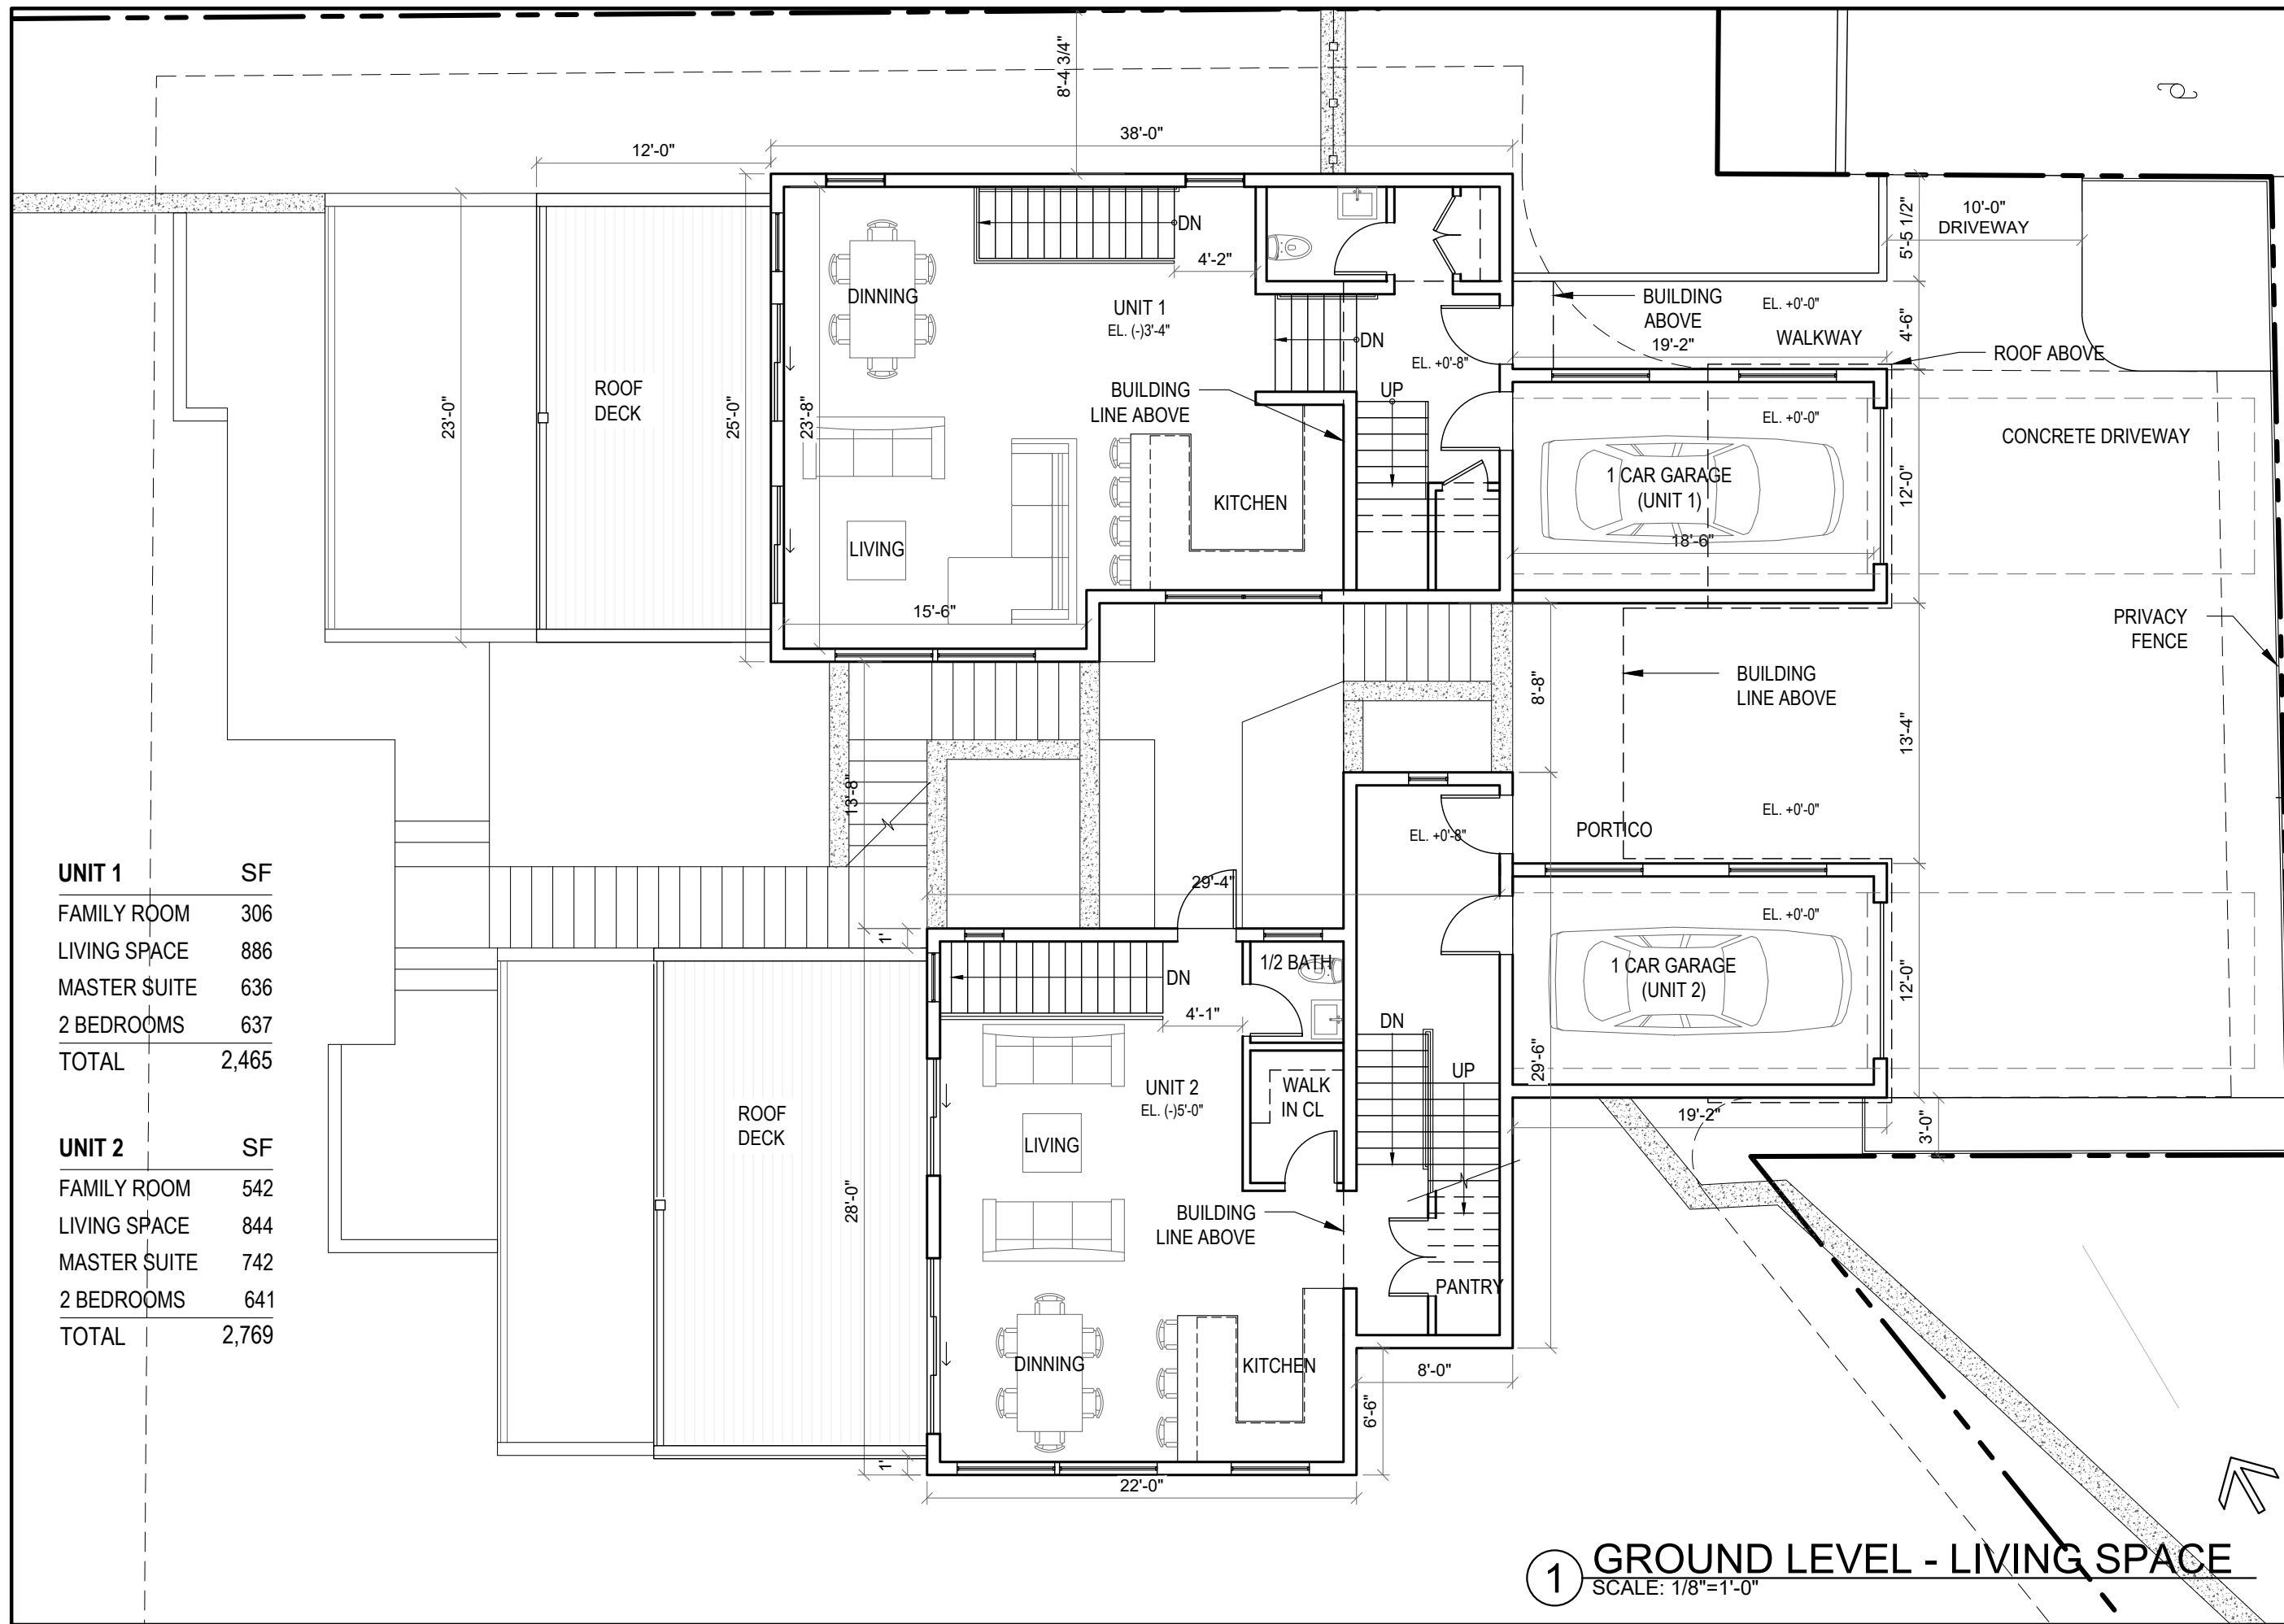 8'-4 3/4"
38'-0"
12'-0"
10'-0"
DRIVEWAY
5'-5 1/2"
DN
4'-2"
DINNING
UNIT 1
EL. (-)3'-4"
BUILDING
ABOVE
EL. +0'-0"
WALKWAY
4'-6"
19'-2"
ROOF ABOVE
DN
EL. +0'-8"
UP
BUILDING
LINE ABOVE
ROOF
DECK
23'-0"
25'-0"
23'-8"
EL. +0'-0"
CONCRETE DRIVEWAY
1 CAR GARAGE
(UNIT 1)
12'-0"
18'-6"
KITCHEN
LIVING
15'-6"
PRIVACY
FENCE
BUILDING
LINE ABOVE
8'-8"
13'-4"
13'-8"
EL. +0'-0"
PORTICO
EL. +0'-8"
29'-4"
UNIT 1 SF
FAMILY ROOM 306
LIVING SPACE 886
MASTER SUITE 636
2 BEDROOMS 637
TOTAL 2,465
1'
1/2 BATH
DN
4'-1"
EL. +0'-0"
1 CAR GARAGE
(UNIT 2)
12'-0"
DN
UP
29'-6"
UNIT 2
EL. (-)5'-0"
WALK
IN CL
19'-2"
3'-0"
ROOF
DECK
LIVING
28'-0"
BUILDING
LINE ABOVE
PANTRY
UNIT 2 SF
FAMILY ROOM 542
LIVING SPACE 844
MASTER SUITE 742
2 BEDROOMS 641
TOTAL 2,769
DINNING
KITCHEN
8'-0"
6'-6"
1'
22'-0"
1
GROUND LEVEL - LIVING SPACE
SCALE: 1/8"=1'-0"